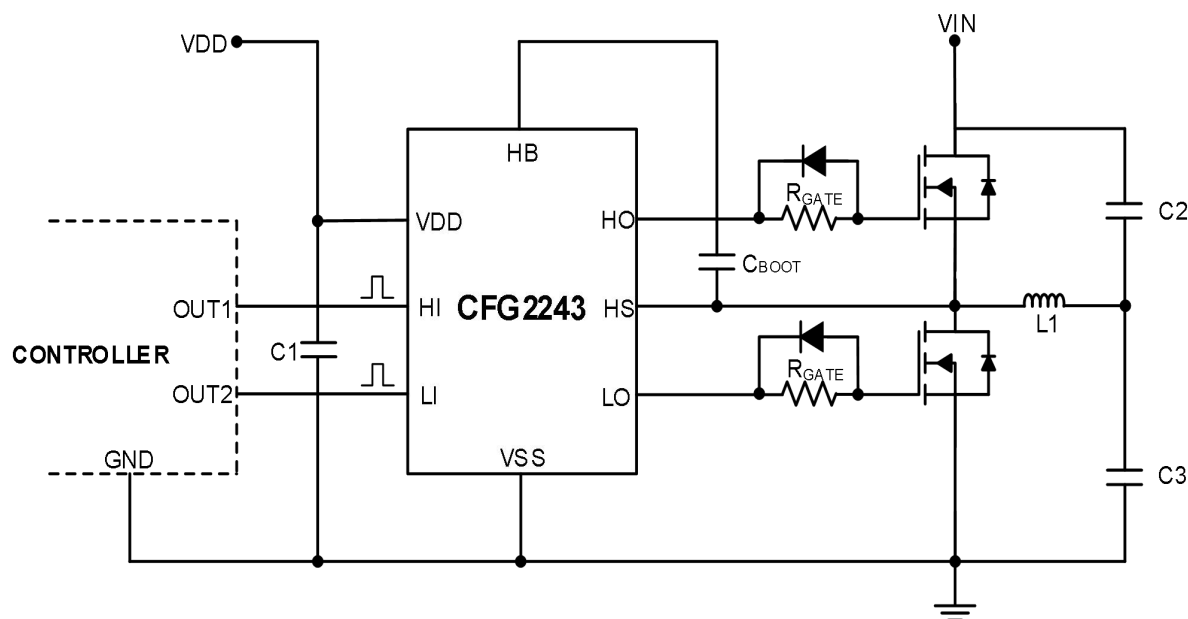 VDD
VIN
HB
VDD
HO
RGATE
C2
CBOOT
OUT1
HI
CFG2243
HS
L1
C1
CONTROLLER
RGATE
OUT2
LI
LO
GND
VSS
C3